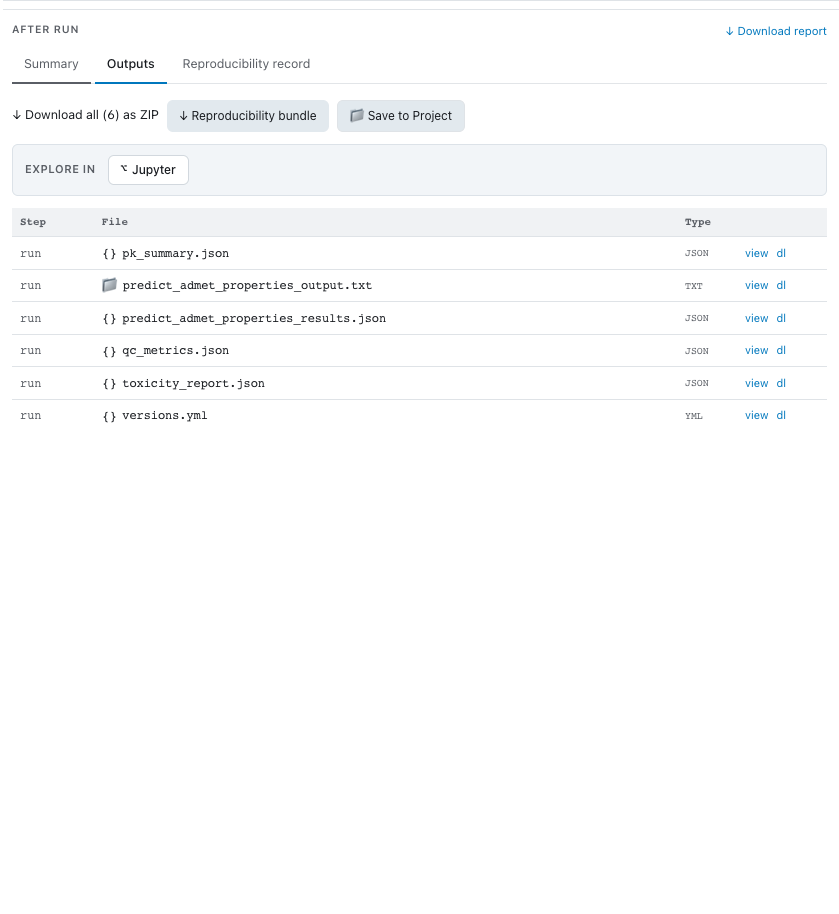 AFTER RUN
↓ Download report
Summary Outputs Reproducibility record
↓ Download all (6) as ZIP ↓ Reproducibility bundle Save to Project
EXPLORE IN ⌥ Jupyter
Step File Type
run {} pk_summary.json JSON view dl
run predict_admet_properties_output.txt TXT view dl
run {} predict_admet_properties_results.json JSON view dl
run {} qc_metrics.json JSON view dl
run {} toxicity_report.json JSON view dl
run {} versions.yml YML view dl